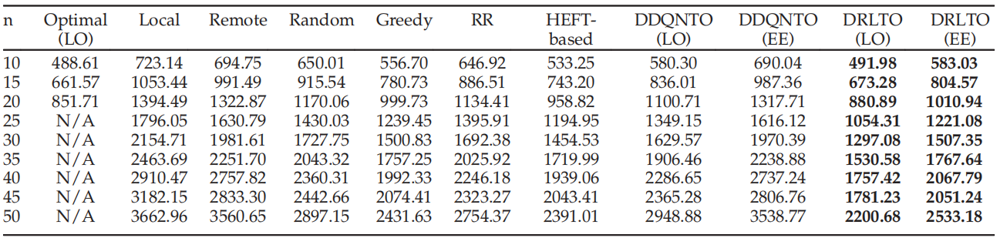 n Optimal (LO) Local Remote Random Greedy RR HEFT-based DDQNTO (LO) DDQNTO (EE) DRLTO (LO) DRLTO (EE)
10 488.61 723.14 694.75 650.01 556.70 646.92 533.25 580.30 690.04 491.98 583.03
15 661.57 1053.44 991.49 915.54 780.73 886.51 743.20 836.01 987.36 673.28 804.57
20 851.71 1394.49 1322.87 1170.06 999.73 1134.41 958.82 1100.71 1317.71 880.89 1010.94
25 N/A 1796.05 1630.79 1430.03 1239.45 1395.91 1194.95 1349.15 1616.12 1054.31 1221.08
30 N/A 2154.71 1981.61 1727.75 1500.83 1692.38 1454.53 1629.57 1970.39 1297.08 1507.35
35 N/A 2463.69 2251.70 2043.32 1757.25 2025.92 1719.99 1906.46 2238.88 1530.58 1767.64
40 N/A 2910.47 2757.82 2360.31 1992.33 2246.18 1939.06 2286.65 2737.24 1757.42 2067.79
45 N/A 3182.15 2833.30 2442.66 2074.41 2323.27 2043.41 2365.28 2806.76 1781.23 2051.24
50 N/A 3662.96 3560.65 2897.15 2431.63 2754.37 2391.01 2948.88 3538.77 2200.68 2533.18